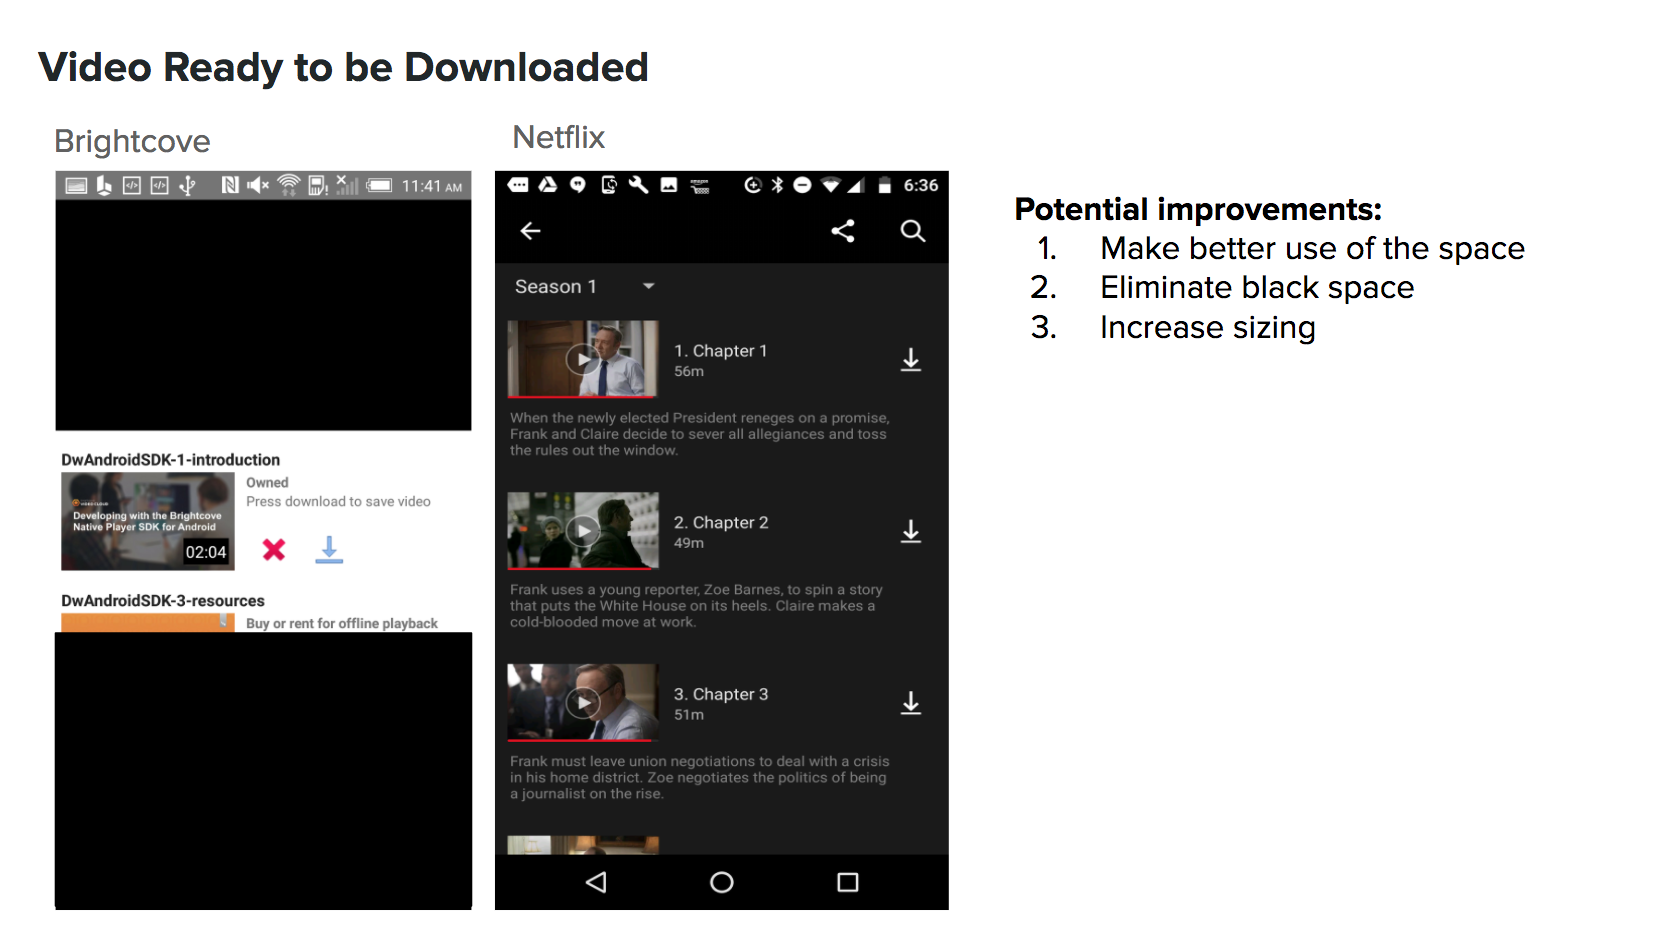 Video Ready to be Downloaded
Brightcove
11:41 AM
DwAndroidSDK-1-introduction
Owned
Press download to save video
Developing with the Brightcove
Native Player SDK for Android
02:04
DwAndroidSDK-3-resources
Buy or rent for offline playback
Netflix
6:36
Season 1
1. Chapter 1
56m
When the newly elected President reneges on a promise,
Frank and Claire decide to sever all allegiances and toss
the rules out the window.
2. Chapter 2
49m
Frank uses a young reporter, Zoe Barnes, to spin a story
that puts the White House on its heels. Claire makes a
cold-blooded move at work.
3. Chapter 3
51m
Frank must leave union negotiations to deal with a crisis
in his home district. Zoe negotiates the politics of being
a journalist on the rise.
Potential improvements:
1. Make better use of the space
2. Eliminate black space
3. Increase sizing